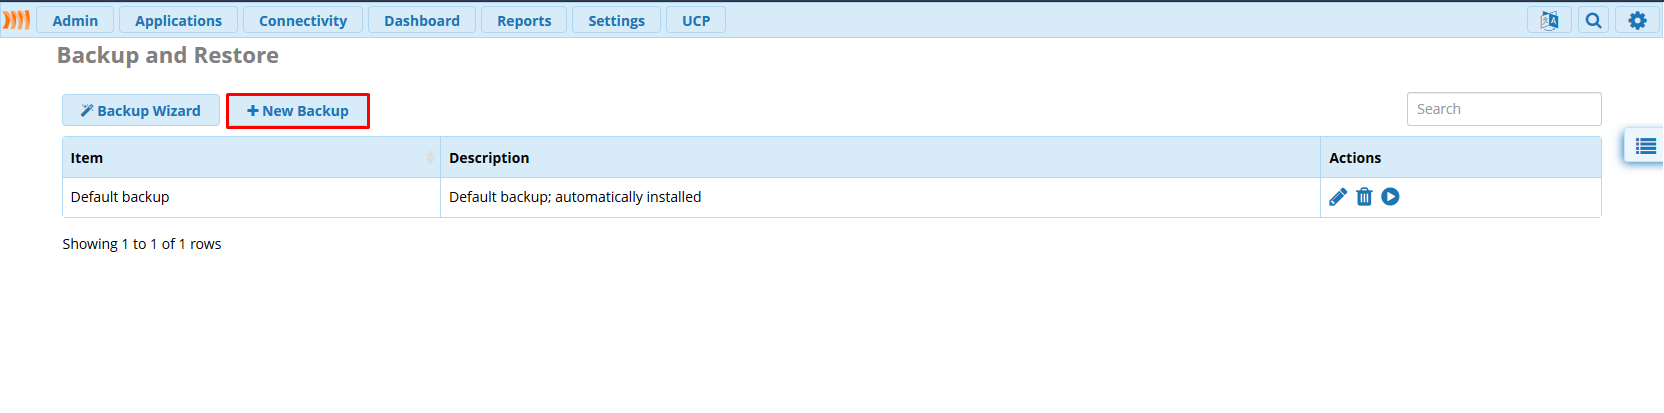 Admin Applications Connectivity Dashboard Reports Settings UCP
Backup and Restore
Backup Wizard New Backup Search
Item Description Actions
Default backup Default backup; automatically installed
Showing 1 to 1 of 1 rows